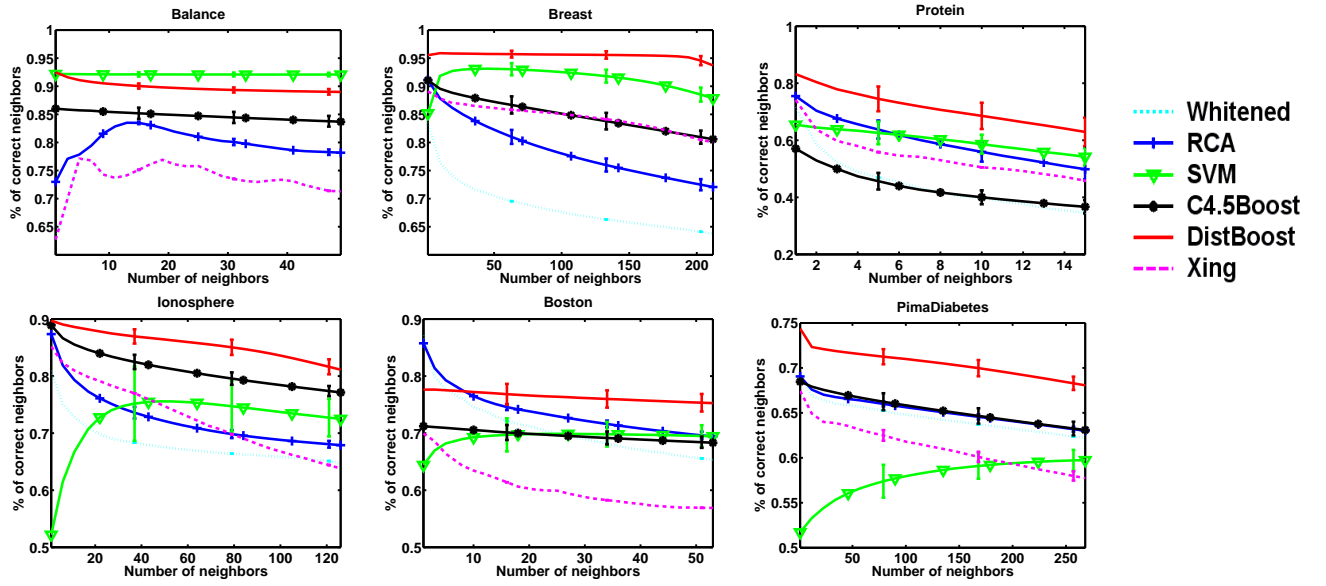 Balance
1
0.95
0.9
0.85
0.8
0.75
0.7
0.65
% of correct neighbors
10 20 30 40
Number of neighbors
Breast
1
0.95
0.9
0.85
0.8
0.75
0.7
0.65
% of correct neighbors
50 100 150 200
Number of neighbors
Protein
1
0.8
0.6
0.4
0.2
% of correct neighbors
2 4 6 8 10 12 14
Number of neighbors
Whitened
RCA
SVM
C4.5Boost
DistBoost
Xing
Ionosphere
0.9
0.8
0.7
0.6
0.5
% of correct neighbors
20 40 60 80 100 120
Number of neighbors
Boston
0.9
0.8
0.7
0.6
0.5
% of correct neighbors
10 20 30 40 50
Number of neighbors
PimaDiabetes
0.75
0.7
0.65
0.6
0.55
0.5
% of correct neighbors
50 100 150 200 250
Number of neighbors